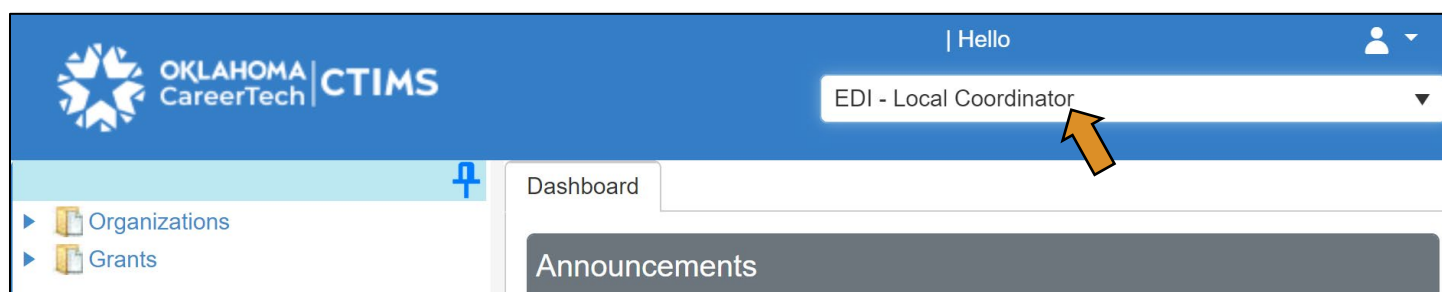 OKLAHOMA
CareerTech
CTIMS
| Hello
EDI - Local Coordinator
Organizations
Grants
Dashboard
Announcements